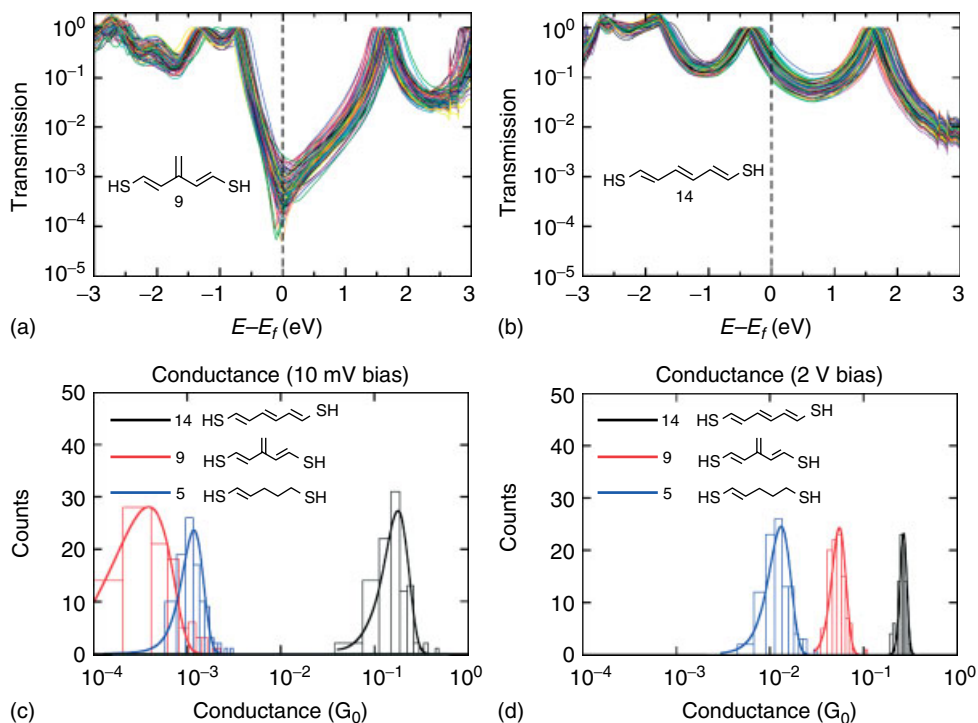 Transmission
10⁰
10⁻¹
10⁻²
10⁻³
10⁻⁴
10⁻⁵
HS SH
9
−3 −2 −1 0 1 2 3
(a) E–E_f (eV)
Transmission
10⁰
10⁻¹
10⁻²
10⁻³
10⁻⁴
10⁻⁵
HS SH
14
−3 −2 −1 0 1 2 3
(b) E–E_f (eV)
Conductance (10 mV bias)
Counts
50
40
30
20
10
0
14 HS SH
9 HS SH
5 HS SH
10⁻⁴ 10⁻³ 10⁻² 10⁻¹ 10⁰
(c) Conductance (G₀)
Conductance (2 V bias)
Counts
50
40
30
20
10
0
14 HS SH
9 HS SH
5 HS SH
10⁻⁴ 10⁻³ 10⁻² 10⁻¹ 10⁰
(d) Conductance (G₀)